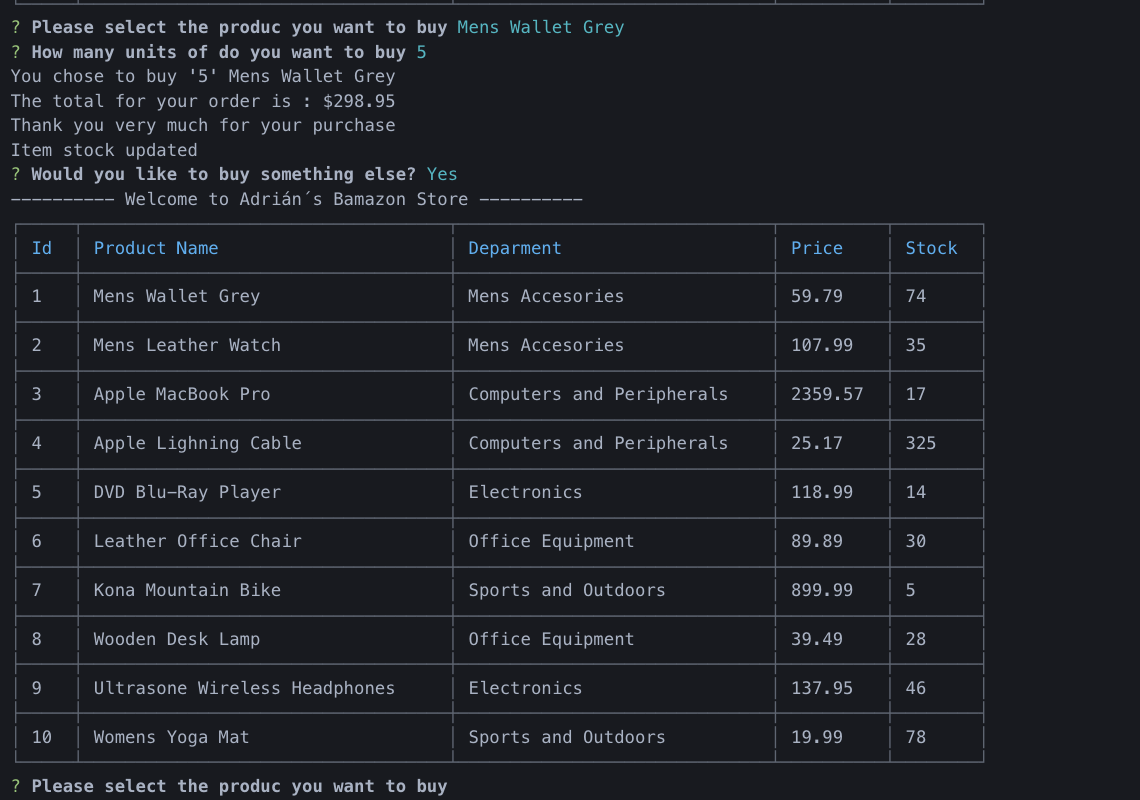 ? Please select the produc you want to buy Mens Wallet Grey
? How many units of do you want to buy 5
You chose to buy '5' Mens Wallet Grey
The total for your order is : $298.95
Thank you very much for your purchase
Item stock updated
? Would you like to buy something else? Yes
---------- Welcome to Adrián´s Bamazon Store ----------
Id Product Name Deparment Price Stock
1 Mens Wallet Grey Mens Accesories 59.79 74
2 Mens Leather Watch Mens Accesories 107.99 35
3 Apple MacBook Pro Computers and Peripherals 2359.57 17
4 Apple Lighning Cable Computers and Peripherals 25.17 325
5 DVD Blu-Ray Player Electronics 118.99 14
6 Leather Office Chair Office Equipment 89.89 30
7 Kona Mountain Bike Sports and Outdoors 899.99 5
8 Wooden Desk Lamp Office Equipment 39.49 28
9 Ultrasone Wireless Headphones Electronics 137.95 46
10 Womens Yoga Mat Sports and Outdoors 19.99 78
? Please select the produc you want to buy